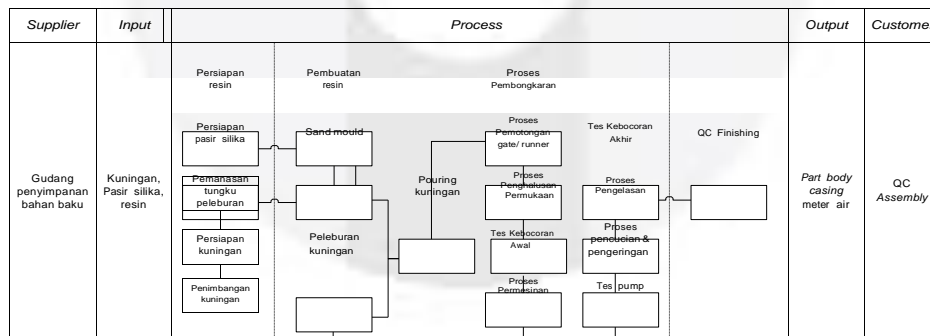 Supplier
Input
Process
Output
Custome
Gudang
penyimpanan
bahan baku
Kuningan,
Pasir silika,
resin
Persiapan
resin
Persiapan
pasir silika
Pemanasan
tungku
peleburan
Persiapan
kuningan
Penimbangan
kuningan
Pembuatan
resin
Sand mould
Peleburan
kuningan
Pouring
kuningan
Proses
Pembongkaran
Proses
Pemotongan
gate/ runner
Proses
Penghalusan
Permukaan
Tes Kebocoran
Awal
Proses
Permesinan
Tes Kebocoran
Akhir
Proses
Pengelasan
Proses
pencucian &
pengeringan
Tes pump
QC Finishing
Part body
casing
meter air
QC
Assembly